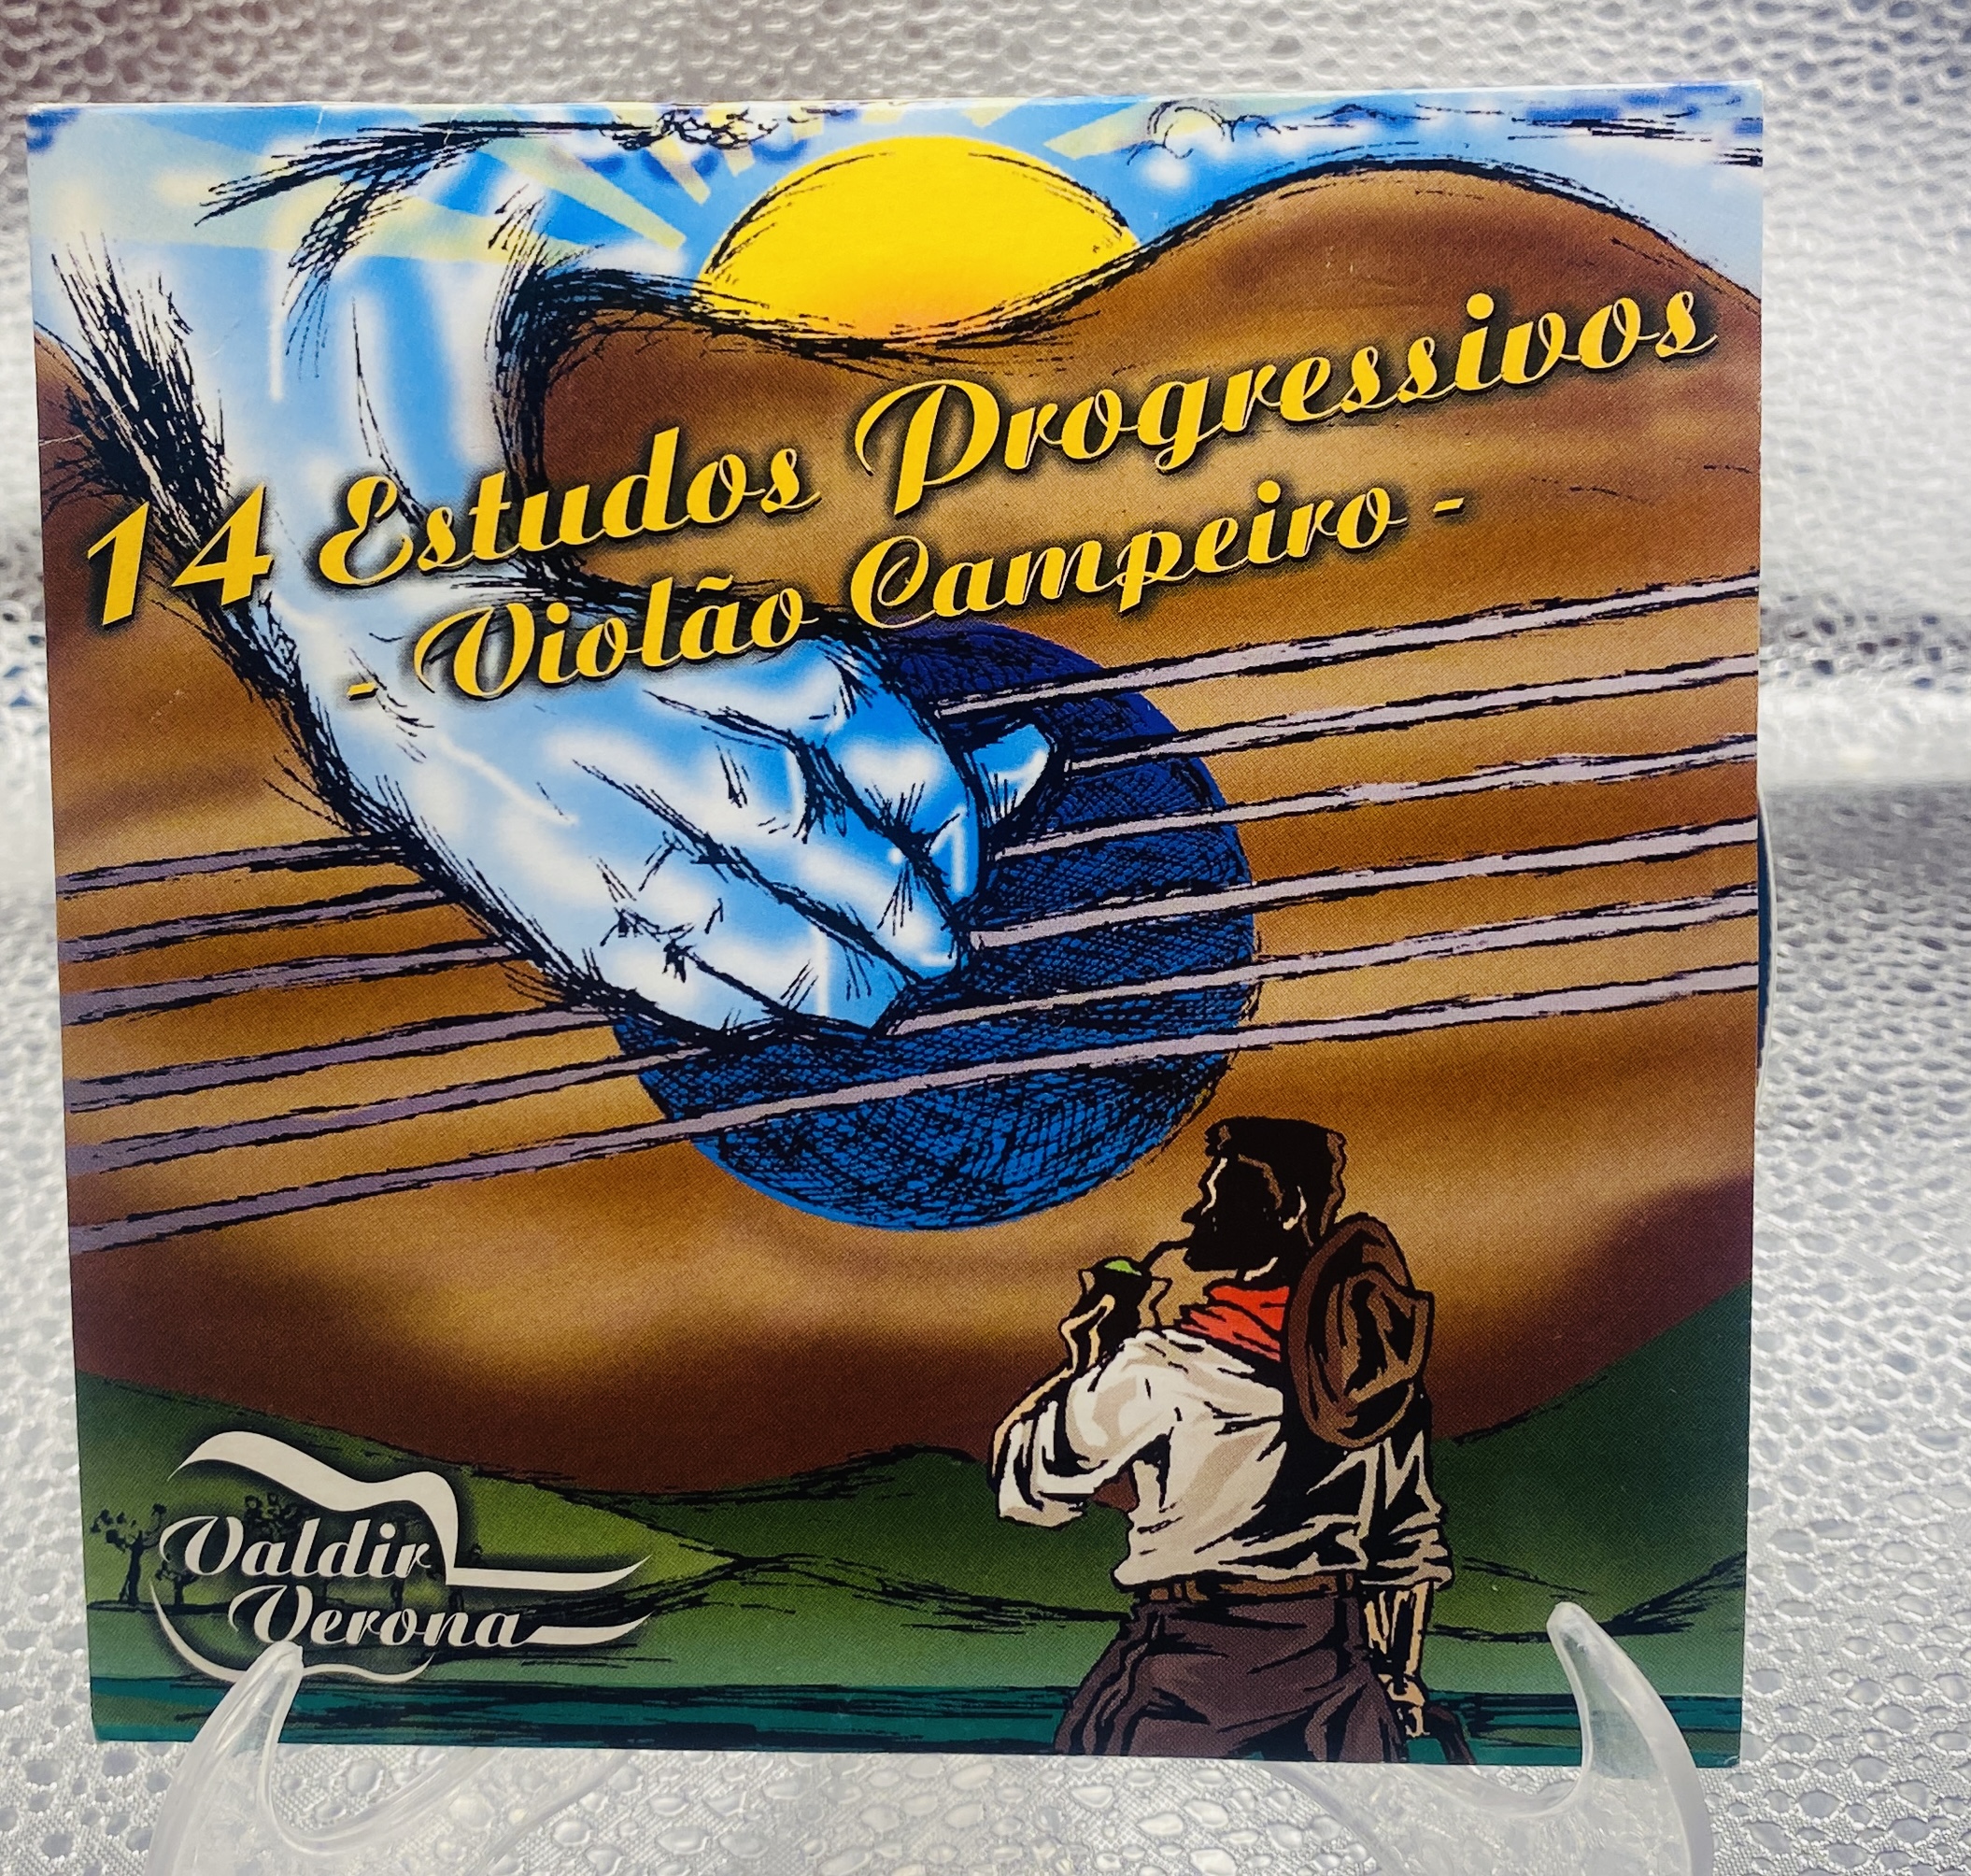 14 Estudos Progressivos
- Violão Campeiro -
Valdir
Verona